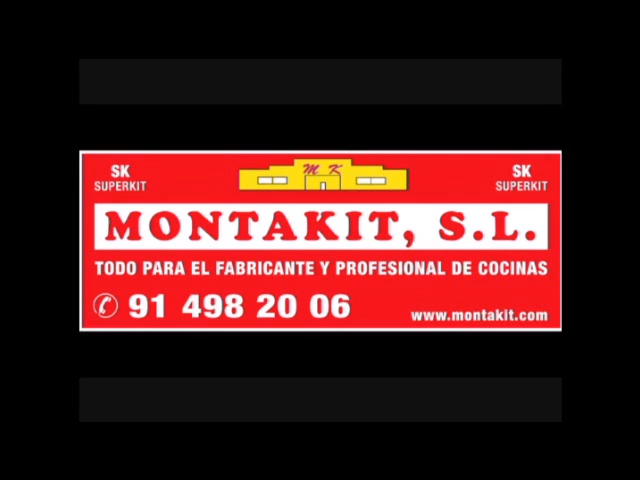 SK
SUPERKIT
M K
SK
SUPERKIT
MONTAKIT, S.L.
TODO PARA EL FABRICANTE Y PROFESIONAL DE COCINAS
91 498 20 06
www.montakit.com